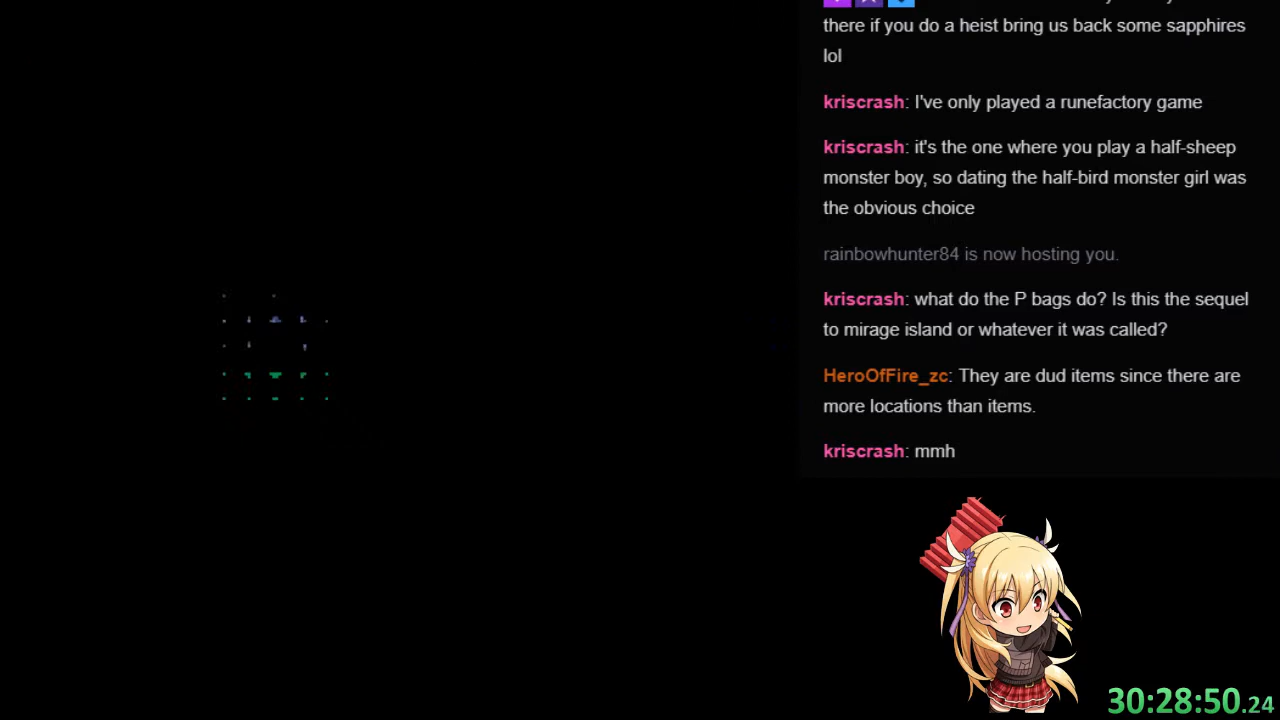 there if you do a heist bring us back some sapphires
lol
kriscrash: I've only played a runefactory game
kriscrash: it's the one where you play a half-sheep
monster boy, so dating the half-bird monster girl was
the obvious choice
rainbowhunter84 is now hosting you.
kriscrash: what do the P bags do? Is this the sequel
to mirage island or whatever it was called?
HeroOfFire_zc: They are dud items since there are
more locations than items.
kriscrash: mmh
30:28:50.24